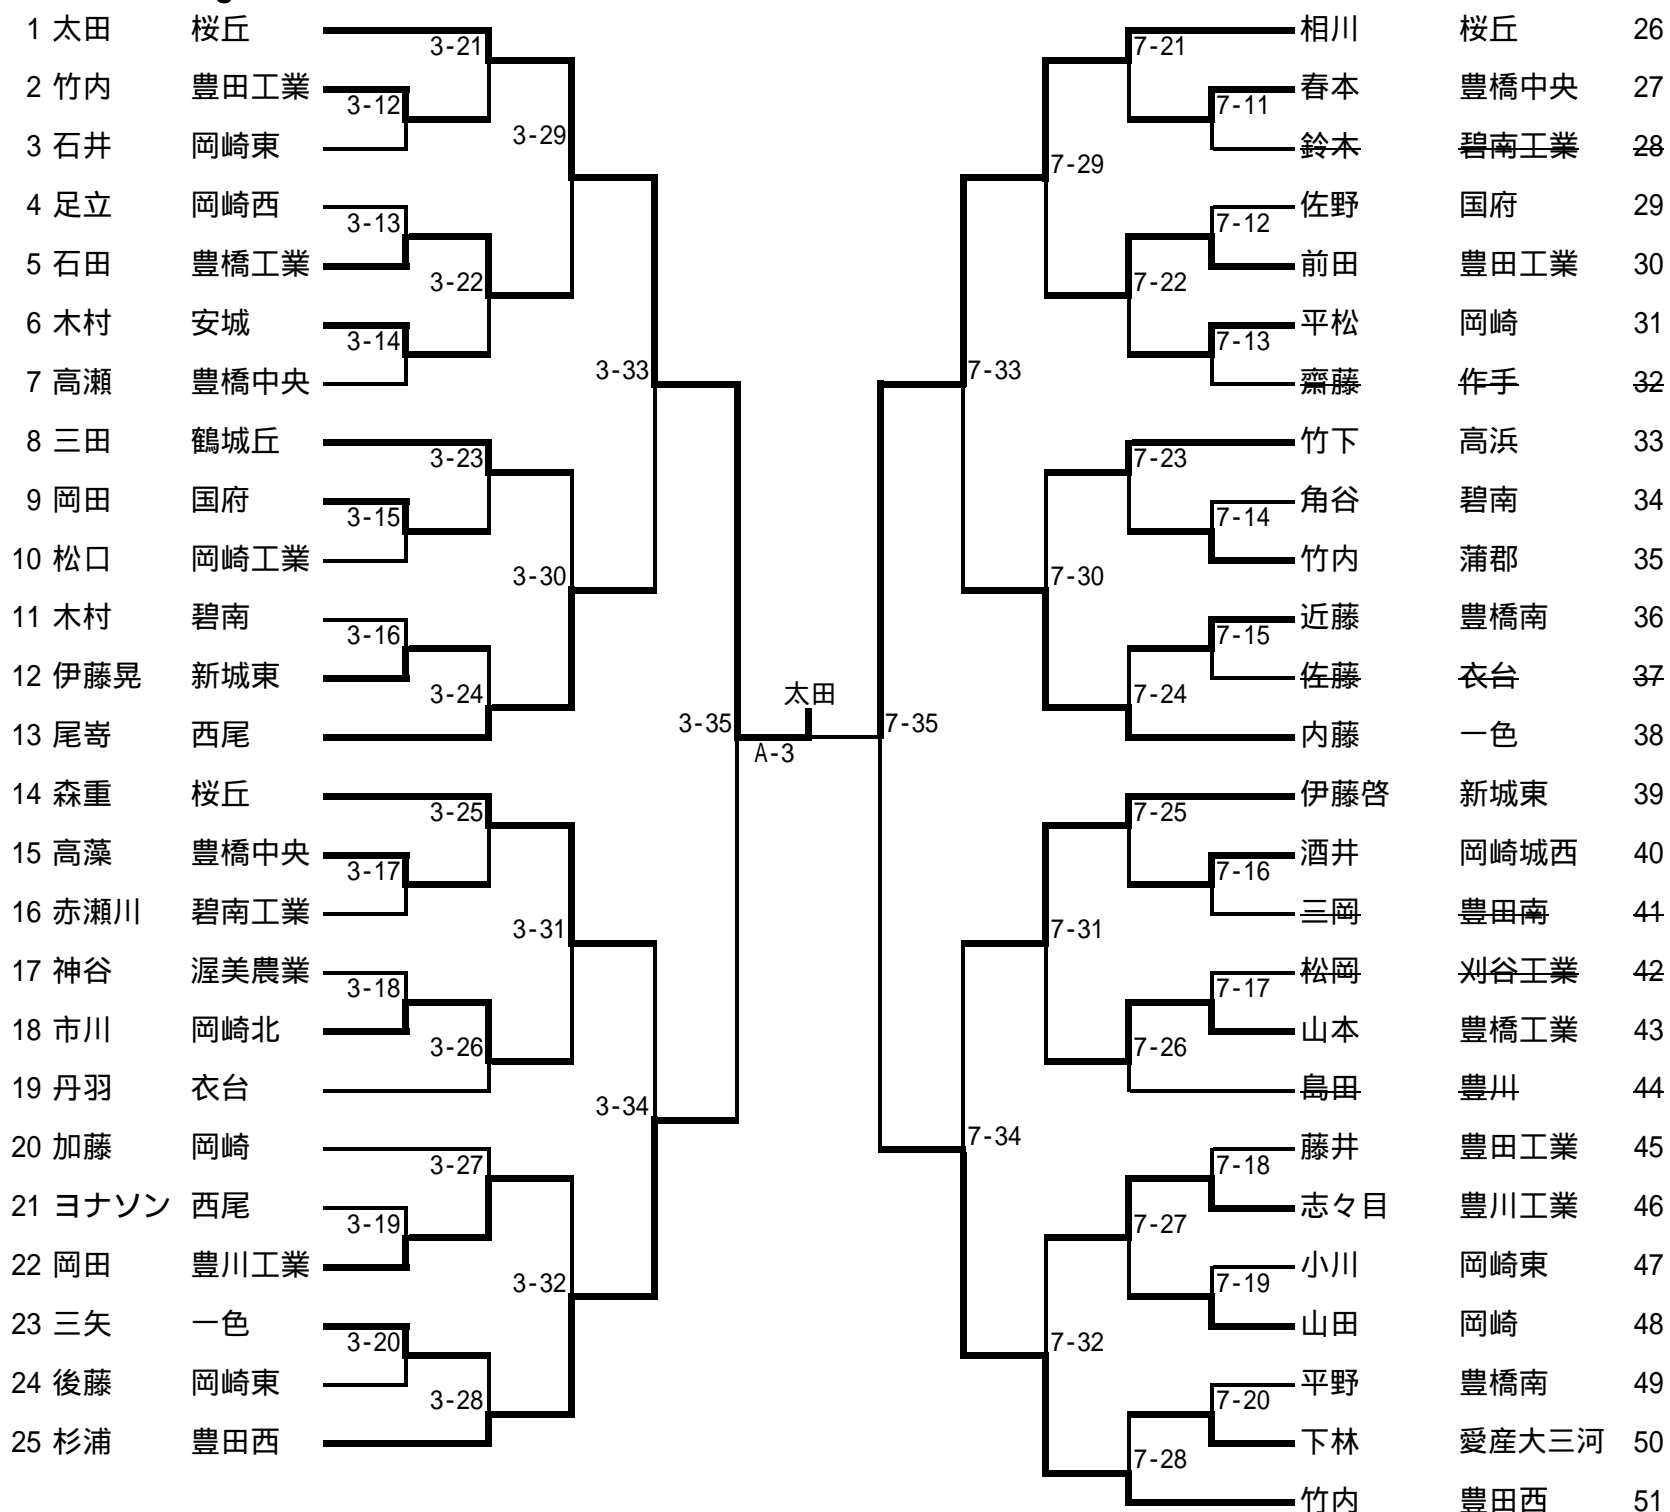 1 太田 桜丘
2 竹内 豊田工業
3 石井 岡崎東
4 足立 岡崎西
5 石田 豊橋工業
6 木村 安城
7 高瀬 豊橋中央
8 三田 鶴城丘
9 岡田 国府
10 松口 岡崎工業
11 木村 碧南
12 伊藤晃 新城東
13 尾嵜 西尾
14 森重 桜丘
15 高藻 豊橋中央
16 赤瀬川 碧南工業
17 神谷 渥美農業
18 市川 岡崎北
19 丹羽 衣台
20 加藤 岡崎
21 ヨナソン 西尾
22 岡田 豊川工業
23 三矢 一色
24 後藤 岡崎東
25 杉浦 豊田西
3-12
3-13
3-14
3-15
3-16
3-17
3-18
3-19
3-20
3-21
3-22
3-23
3-24
3-25
3-26
3-27
3-28
3-29
3-30
3-31
3-32
3-33
3-34
3-35
太田
A-3
7-35
7-33
7-34
7-29
7-30
7-31
7-32
7-21
7-22
7-23
7-24
7-25
7-26
7-27
7-28
7-11
7-12
7-13
7-14
7-15
7-16
7-17
7-18
7-19
7-20
相川 桜丘 26
春本 豊橋中央 27
鈴木 碧南工業 28
佐野 国府 29
前田 豊田工業 30
平松 岡崎 31
齋藤 作手 32
竹下 高浜 33
角谷 碧南 34
竹内 蒲郡 35
近藤 豊橋南 36
佐藤 衣台 37
内藤 一色 38
伊藤啓 新城東 39
酒井 岡崎城西 40
三岡 豊田南 41
松岡 刈谷工業 42
山本 豊橋工業 43
島田 豊川 44
藤井 豊田工業 45
志々目 豊川工業 46
小川 岡崎東 47
山田 岡崎 48
平野 豊橋南 49
下林 愛産大三河 50
竹内 豊田西 51